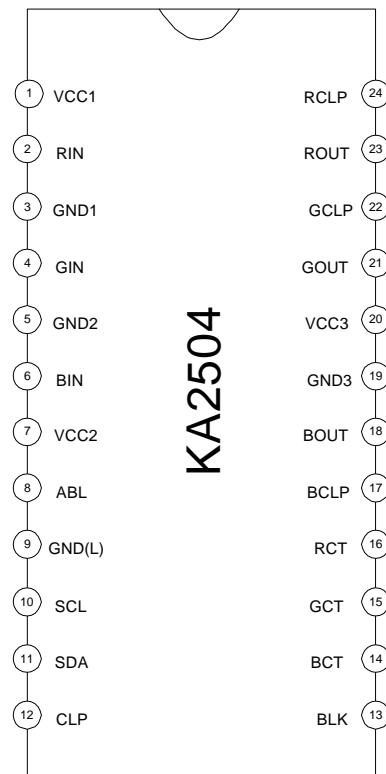 1 VCC1 RCLP 24
2 RIN ROUT 23
3 GND1 GCLP 22
4 GIN GOUT 21
5 GND2 VCC3 20
6 BIN GND3 19
7 VCC2 BOUT 18
8 ABL BCLP 17
9 GND(L) RCT 16
10 SCL GCT 15
11 SDA BCT 14
12 CLP BLK 13
KA2504